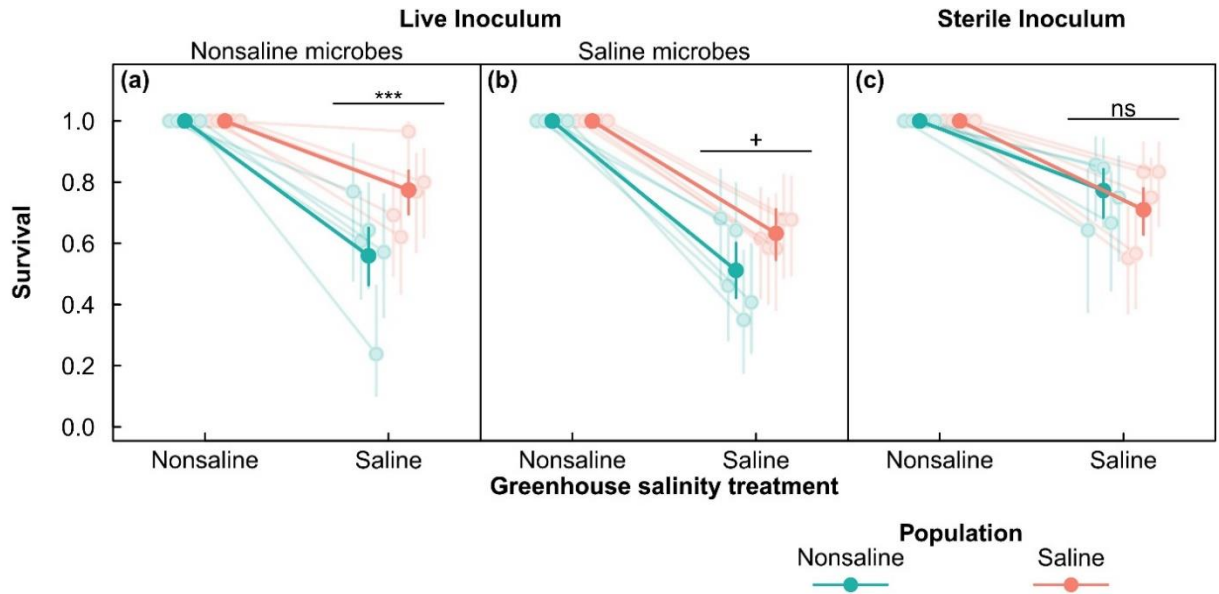 Live Inoculum Sterile Inoculum
Nonsaline microbes Saline microbes
(a) (b) (c)
*** + ns
1.0
0.8
0.6
0.4
0.2
0.0
Survival
Nonsaline Saline Nonsaline Saline Nonsaline Saline
Greenhouse salinity treatment
Population
Nonsaline Saline